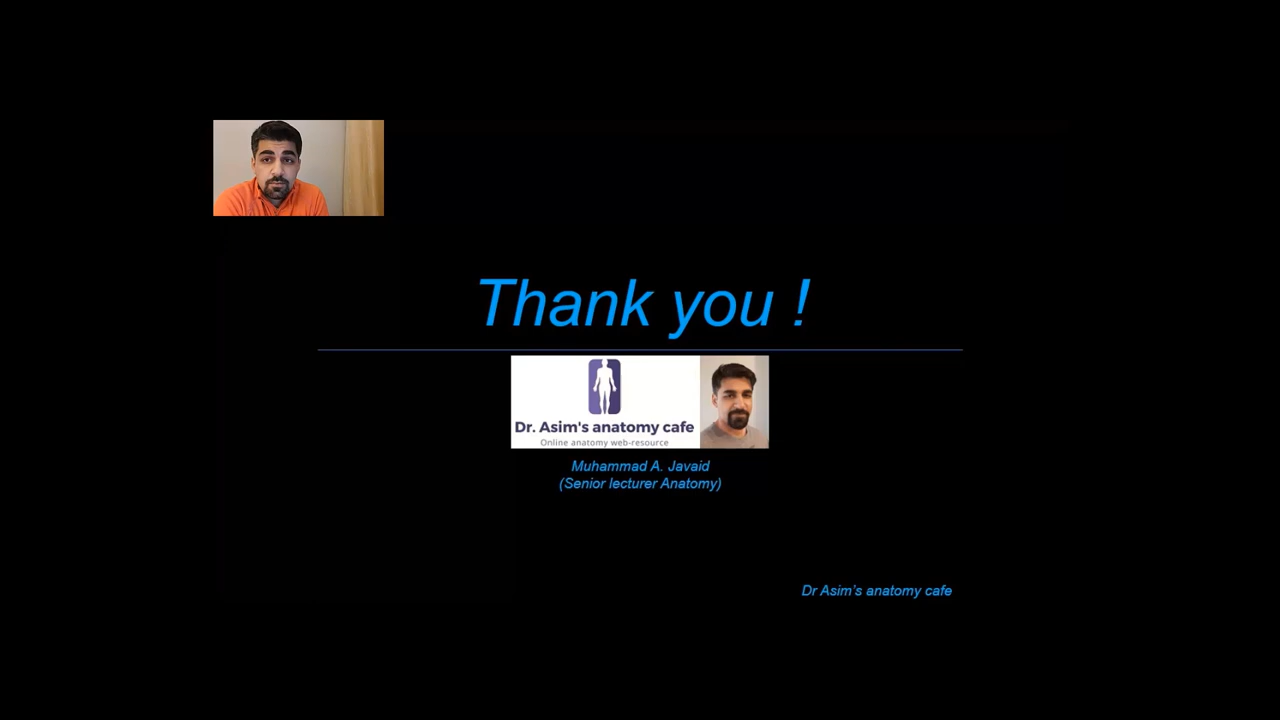 Thank you !
Dr. Asim's anatomy cafe
Online anatomy web-resource
Muhammad A. Javaid
(Senior lecturer Anatomy)
Dr Asim's anatomy cafe